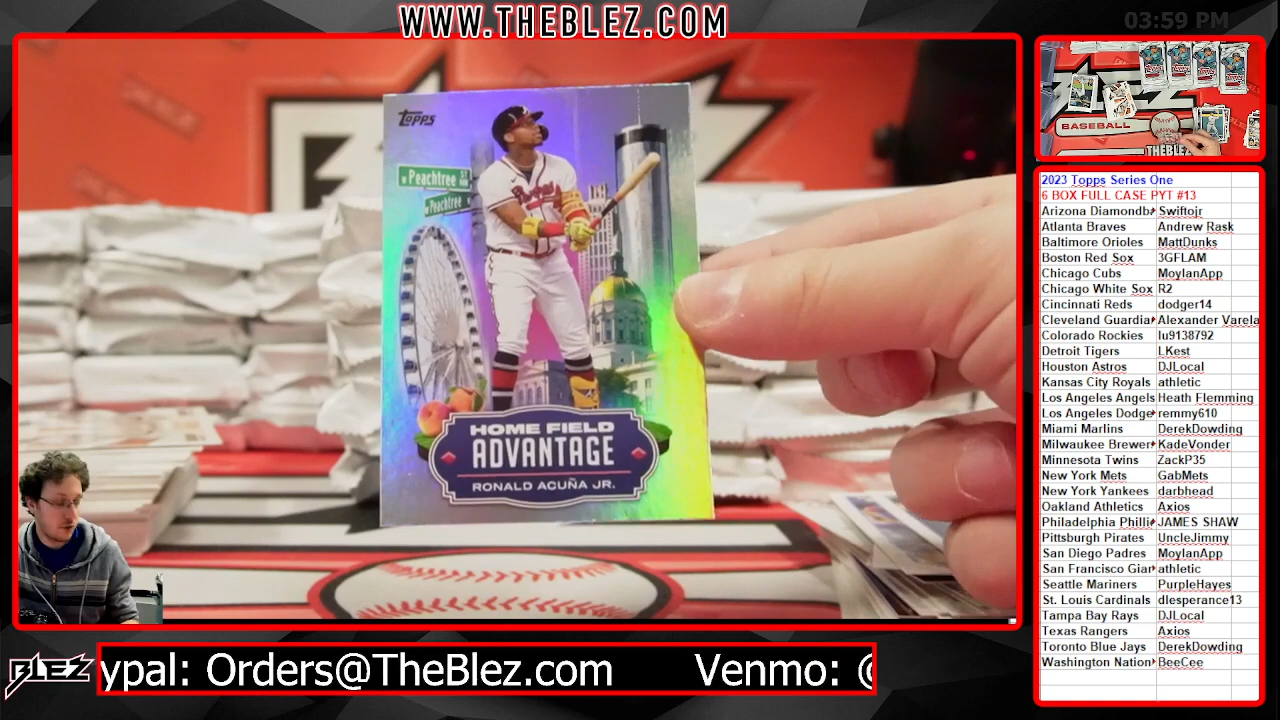 WWW.THEBLEZ.COM
03:59 PM
Topps
W Peachtree ST
Peachtree
HOME FIELD
ADVANTAGE
RONALD ACUÑA JR.
BASEBALL
THEBLEZ
2023 Topps Series One
6 BOX FULL CASE PYT #13
Arizona Diamondb Swiftojr
Atlanta Braves Andrew Rask
Baltimore Orioles MattDunks
Boston Red Sox 3GFLAM
Chicago Cubs MoylanApp
Chicago White Sox R2
Cincinnati Reds dodger14
Cleveland Guardia Alexander Varela
Colorado Rockies lu9138792
Detroit Tigers LKest
Houston Astros DJLocal
Kansas City Royals athletic
Los Angeles Angels Heath Flemming
Los Angeles Dodge remmy610
Miami Marlins DerekDowding
Milwaukee Brewer KadeVonder
Minnesota Twins ZackP35
New York Mets GabMets
New York Yankees darbhead
Oakland Athletics Axios
Philadelphia Philli JAMES SHAW
Pittsburgh Pirates UncleJimmy
San Diego Padres MoylanApp
San Francisco Gian athletic
Seattle Mariners PurpleHayes
St. Louis Cardinals dlesperance13
Tampa Bay Rays DJLocal
Texas Rangers Axios
Toronto Blue Jays DerekDowding
Washington Nation BeeCee
BLEZ
ypal: Orders@TheBlez.com Venmo: @